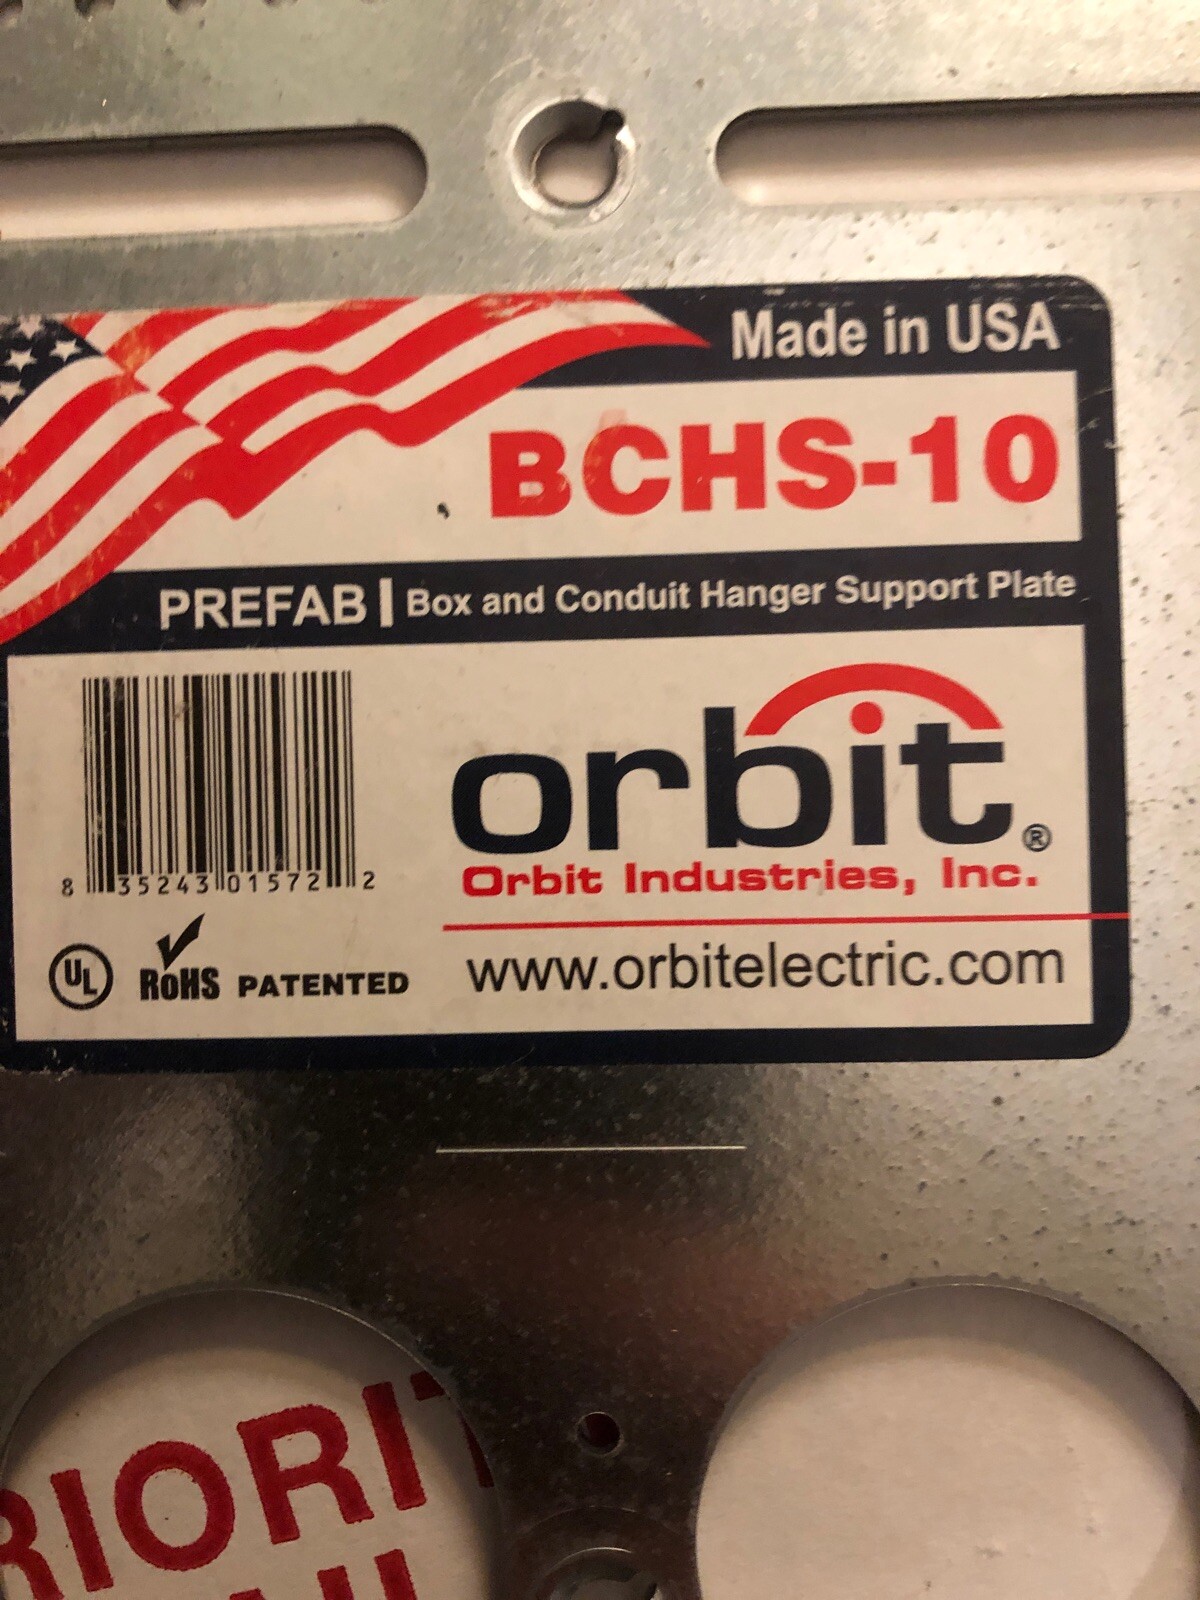 Made in USA
BCHS-10
PREFAB | Box and Conduit Hanger Support Plate
orbit®
Orbit Industries, Inc.
8 35243 01572 2
UL RoHS PATENTED
www.orbitelectric.com
RIORIT